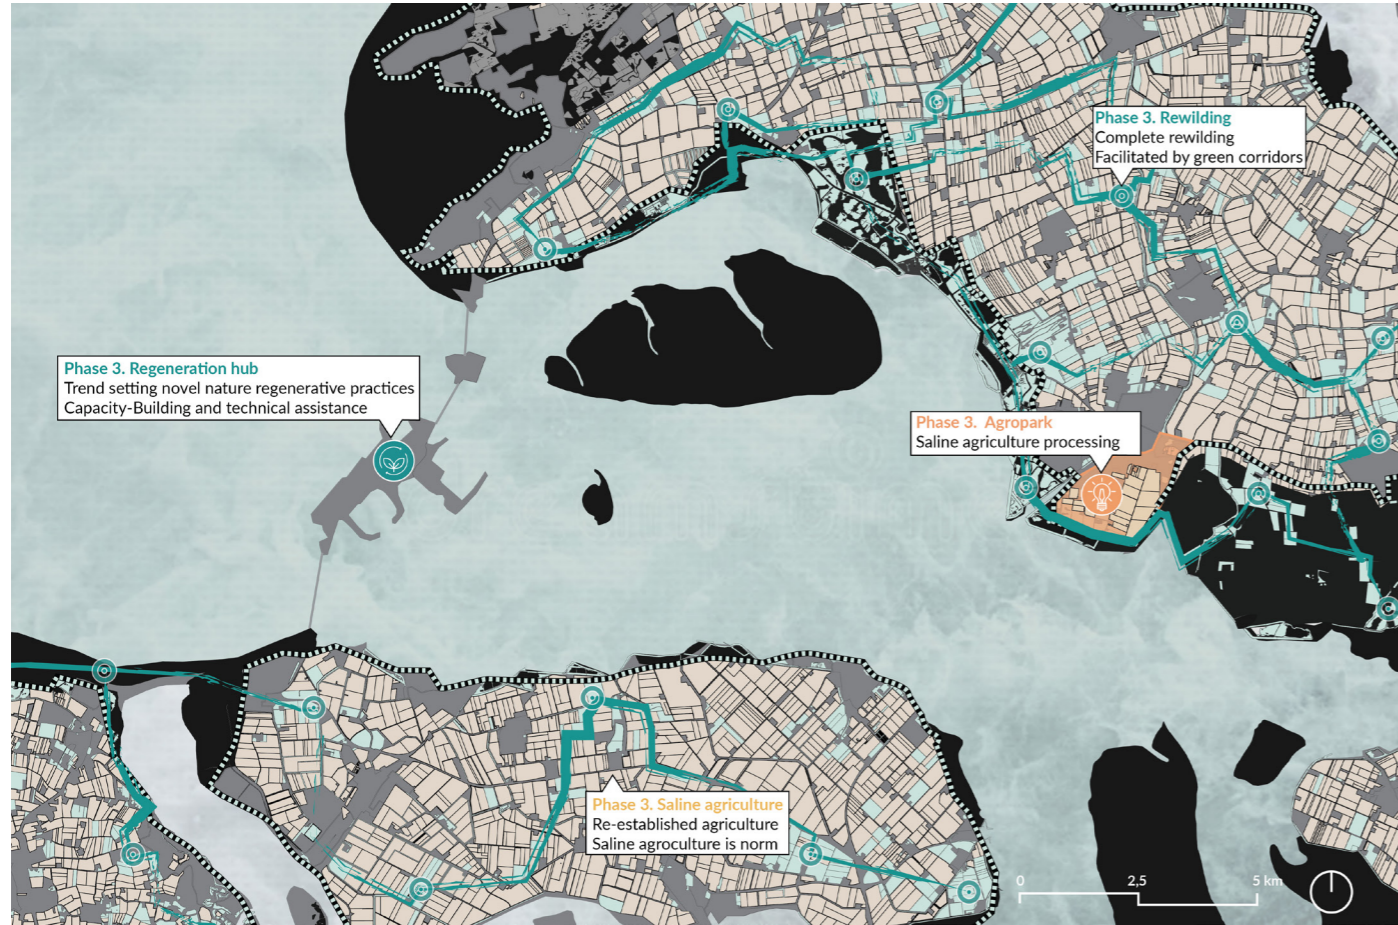 Phase 3. Rewilding
Complete rewilding
Facilitated by green corridors
Phase 3. Regeneration hub
Trend setting novel nature regenerative practices
Capacity-Building and technical assistance
Phase 3. Agropark
Saline agriculture processing
Phase 3. Saline agriculture
Re-established agriculture
Saline agroculture is norm
0 2,5 5 km